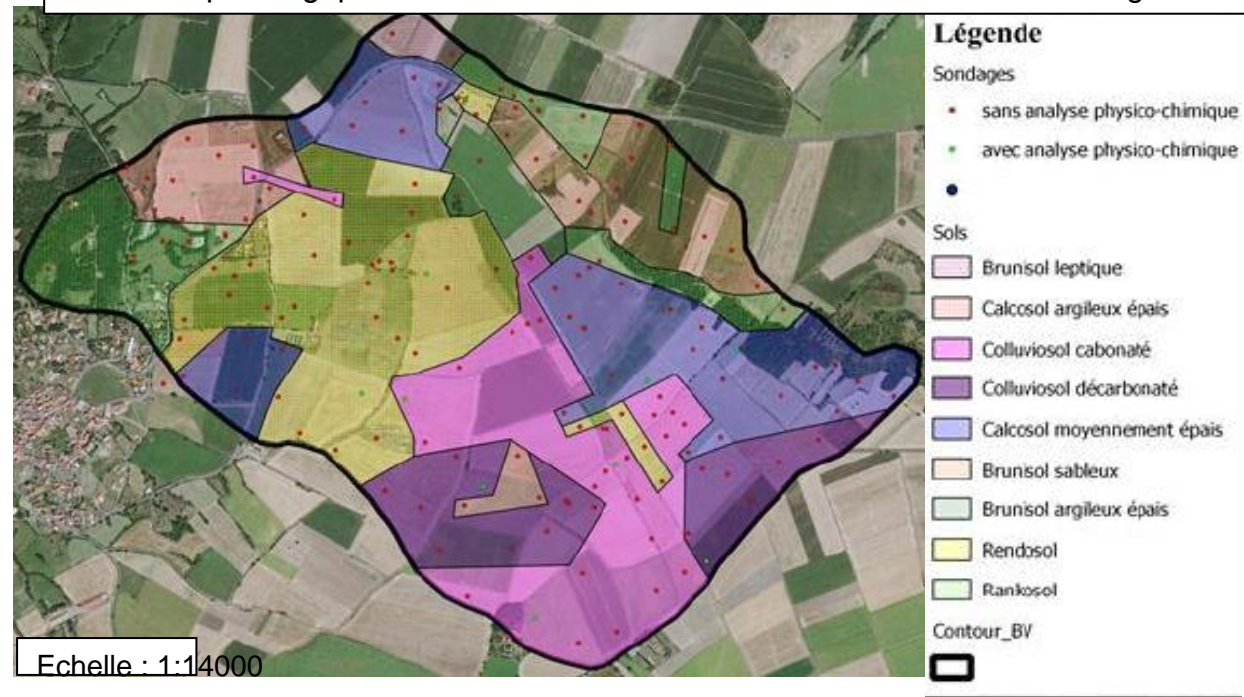 Légende
Sondages
sans analyse physico-chimique
avec analyse physico-chimique
Sols
Brunisol leptique
Calcosol argileux épais
Colluviosol cabonaté
Colluviosol décarbonaté
Calcosol moyennement épais
Brunisol sableux
Brunisol argileux épais
Rendosol
Rankosol
Contour_BV
Echelle : 1:14000